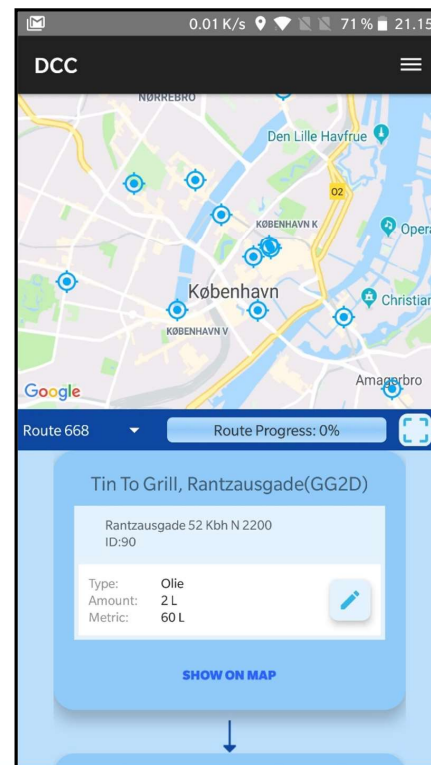 0.01 K/s 71 % 21.15
DCC
NØRREBRO
Den Lille Havfrue
02
KØBENHAVN K
Opera
København
Christian
KØBENHAVN V
Amagerbro
Google
Route 668
Route Progress: 0%
Tin To Grill, Rantzausgade(GG2D)
Rantzausgade 52 Kbh N 2200
ID:90
Type: Olie
Amount: 2 L
Metric: 60 L
SHOW ON MAP